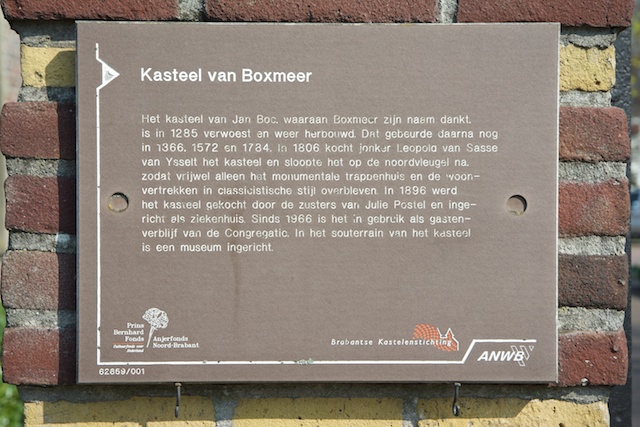 Kasteel van Boxmeer
Het kasteel van Jan Boc, waaraan Boxmeer zijn naam dankt,
is in 1285 verwoest en weer herbouwd. Dat gebeurde daarna nog
in 1366, 1572 en 1784. In 1806 kocht jonker Leopold van Sasse
van Ysselt het kasteel en sloopte het op de noordvleugel na,
zodat vrijwel alleen het monumentale trappenhuis en de woon-
vertrekken in classicistische stijl overbleven. In 1896 werd
het kasteel gekocht door de zusters van Julie Postel en inge-
richt als ziekenhuis. Sinds 1966 is het in gebruik als gasten-
verblijf van de Congregatie. In het souterrain van het kasteel
is een museum ingericht.
Prins
Bernhard
Fonds
Cultuurfonds voor
Nederland
Anjerfonds
Noord-Brabant
Brabantse Kastelenstichting
ANWB
62859/001